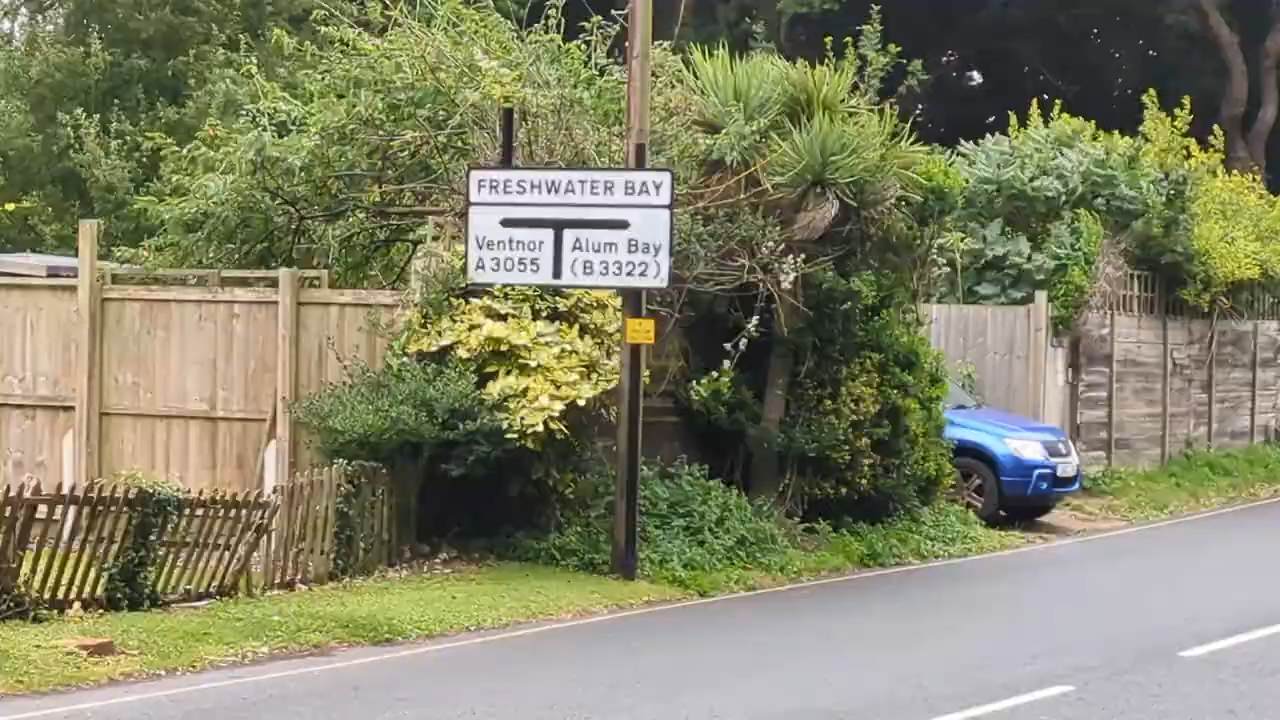 FRESHWATER BAY
Ventnor
A3055
Alum Bay
(B3322)